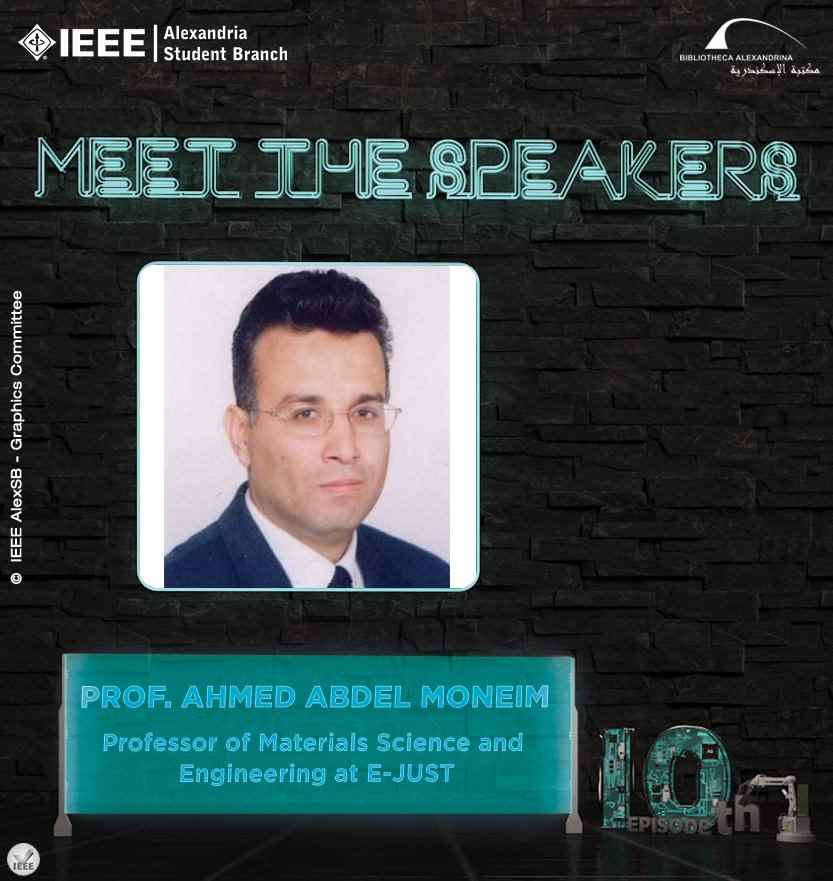 IEEE
Alexandria
Student Branch
BIBLIOTHECA ALEXANDRINA
مكتبة الإسكندرية
MEET THE SPEAKERS
© IEEE AlexSB - Graphics Committee
PROF. AHMED ABDEL MONEIM
Professor of Materials Science and
Engineering at E-JUST
10th
EPISODE
IEEE